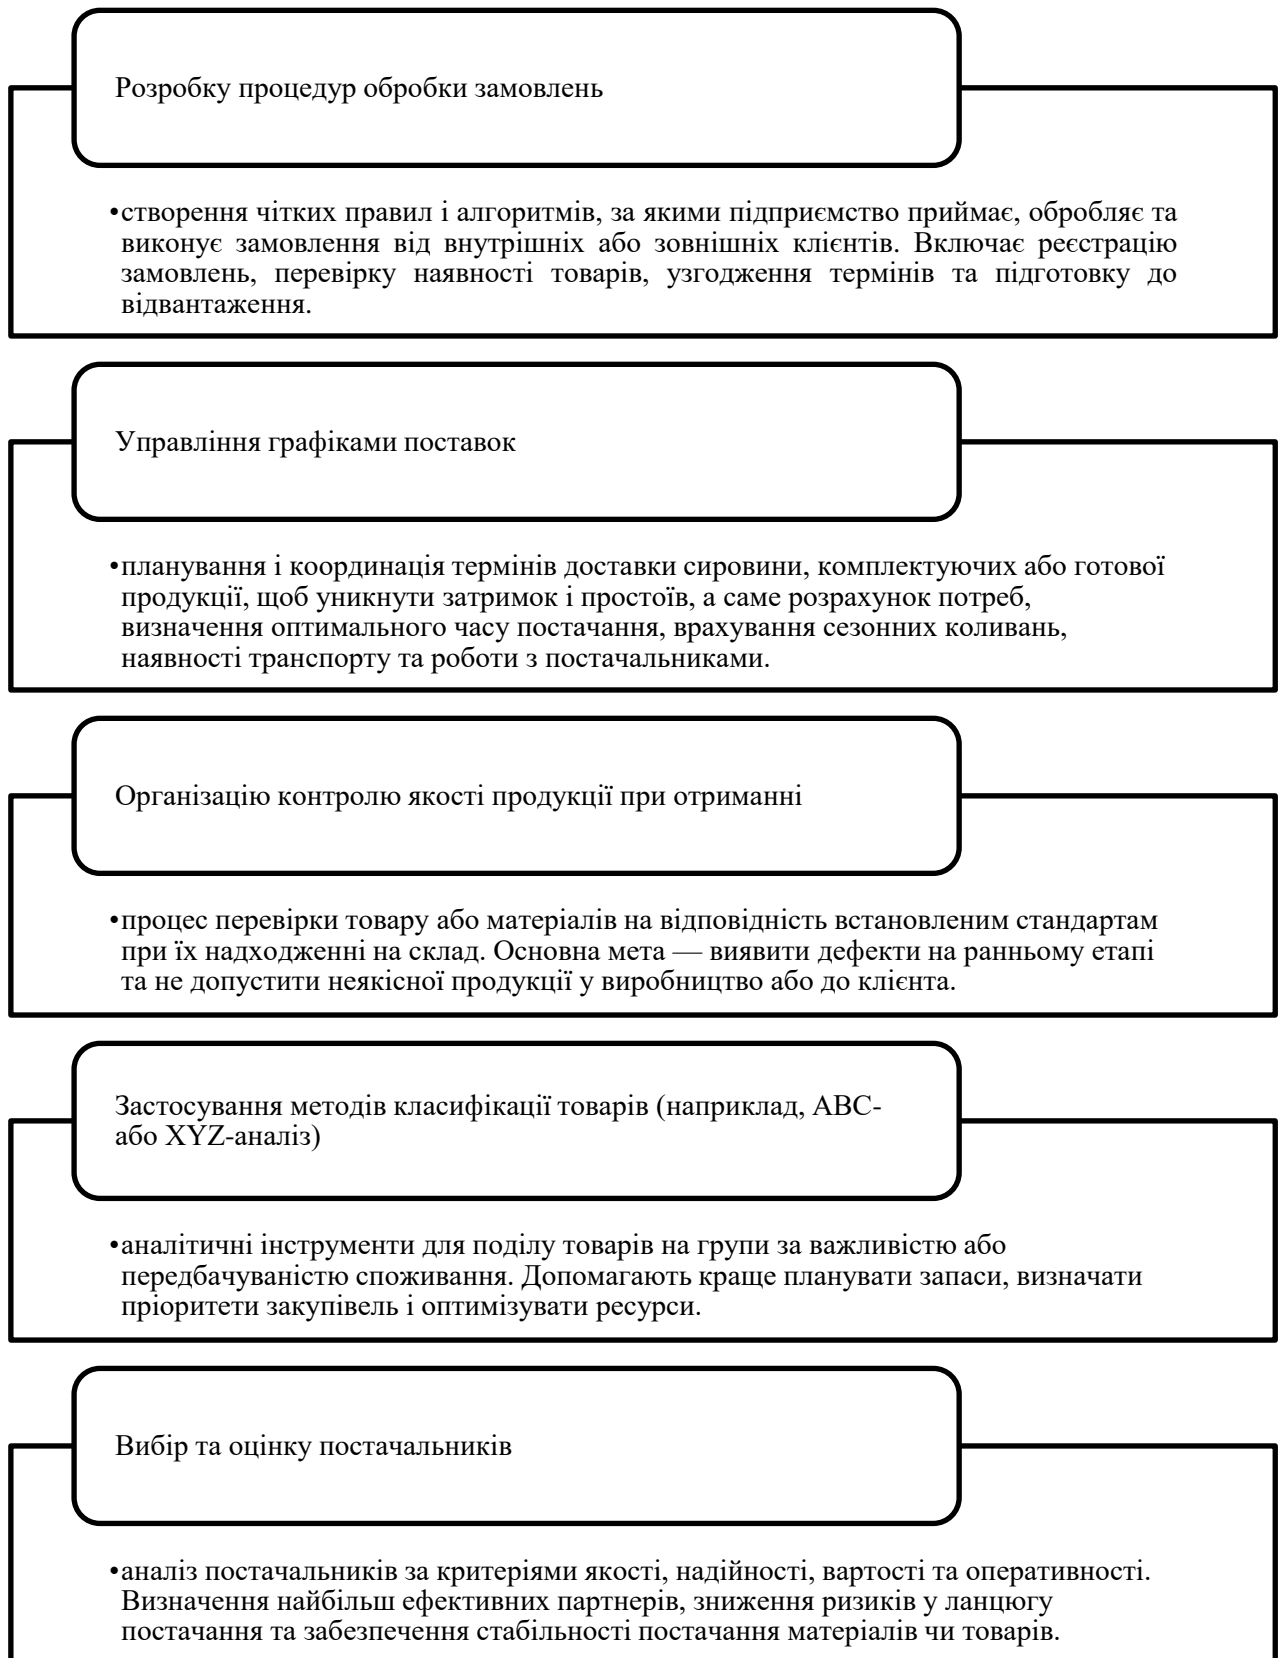 Розробку процедур обробки замовлень
•створення чітких правил і алгоритмів, за якими підприємство приймає, обробляє та
виконує замовлення від внутрішніх або зовнішніх клієнтів. Включає реєстрацію
замовлень, перевірку наявності товарів, узгодження термінів та підготовку до
відвантаження.
Управління графіками поставок
•планування і координація термінів доставки сировини, комплектуючих або готової
продукції, щоб уникнути затримок і простоїв, а саме розрахунок потреб,
визначення оптимального часу постачання, врахування сезонних коливань,
наявності транспорту та роботи з постачальниками.
Організацію контролю якості продукції при отриманні
•процес перевірки товару або матеріалів на відповідність встановленим стандартам
при їх надходженні на склад. Основна мета — виявити дефекти на ранньому етапі
та не допустити неякісної продукції у виробництво або до клієнта.
Застосування методів класифікації товарів (наприклад, ABC-
або XYZ-аналіз)
•аналітичні інструменти для поділу товарів на групи за важливістю або
передбачуваністю споживання. Допомагають краще планувати запаси, визначати
пріоритети закупівель і оптимізувати ресурси.
Вибір та оцінку постачальників
•аналіз постачальників за критеріями якості, надійності, вартості та оперативності.
Визначення найбільш ефективних партнерів, зниження ризиків у ланцюгу
постачання та забезпечення стабільності постачання матеріалів чи товарів.